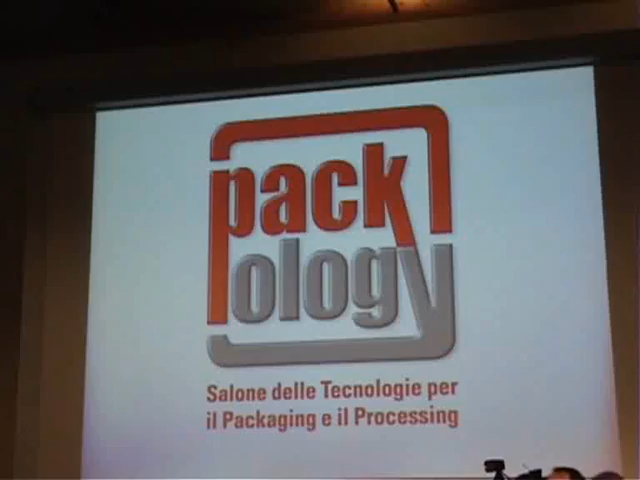 pack
ology
Salone delle Tecnologie per
il Packaging e il Processing